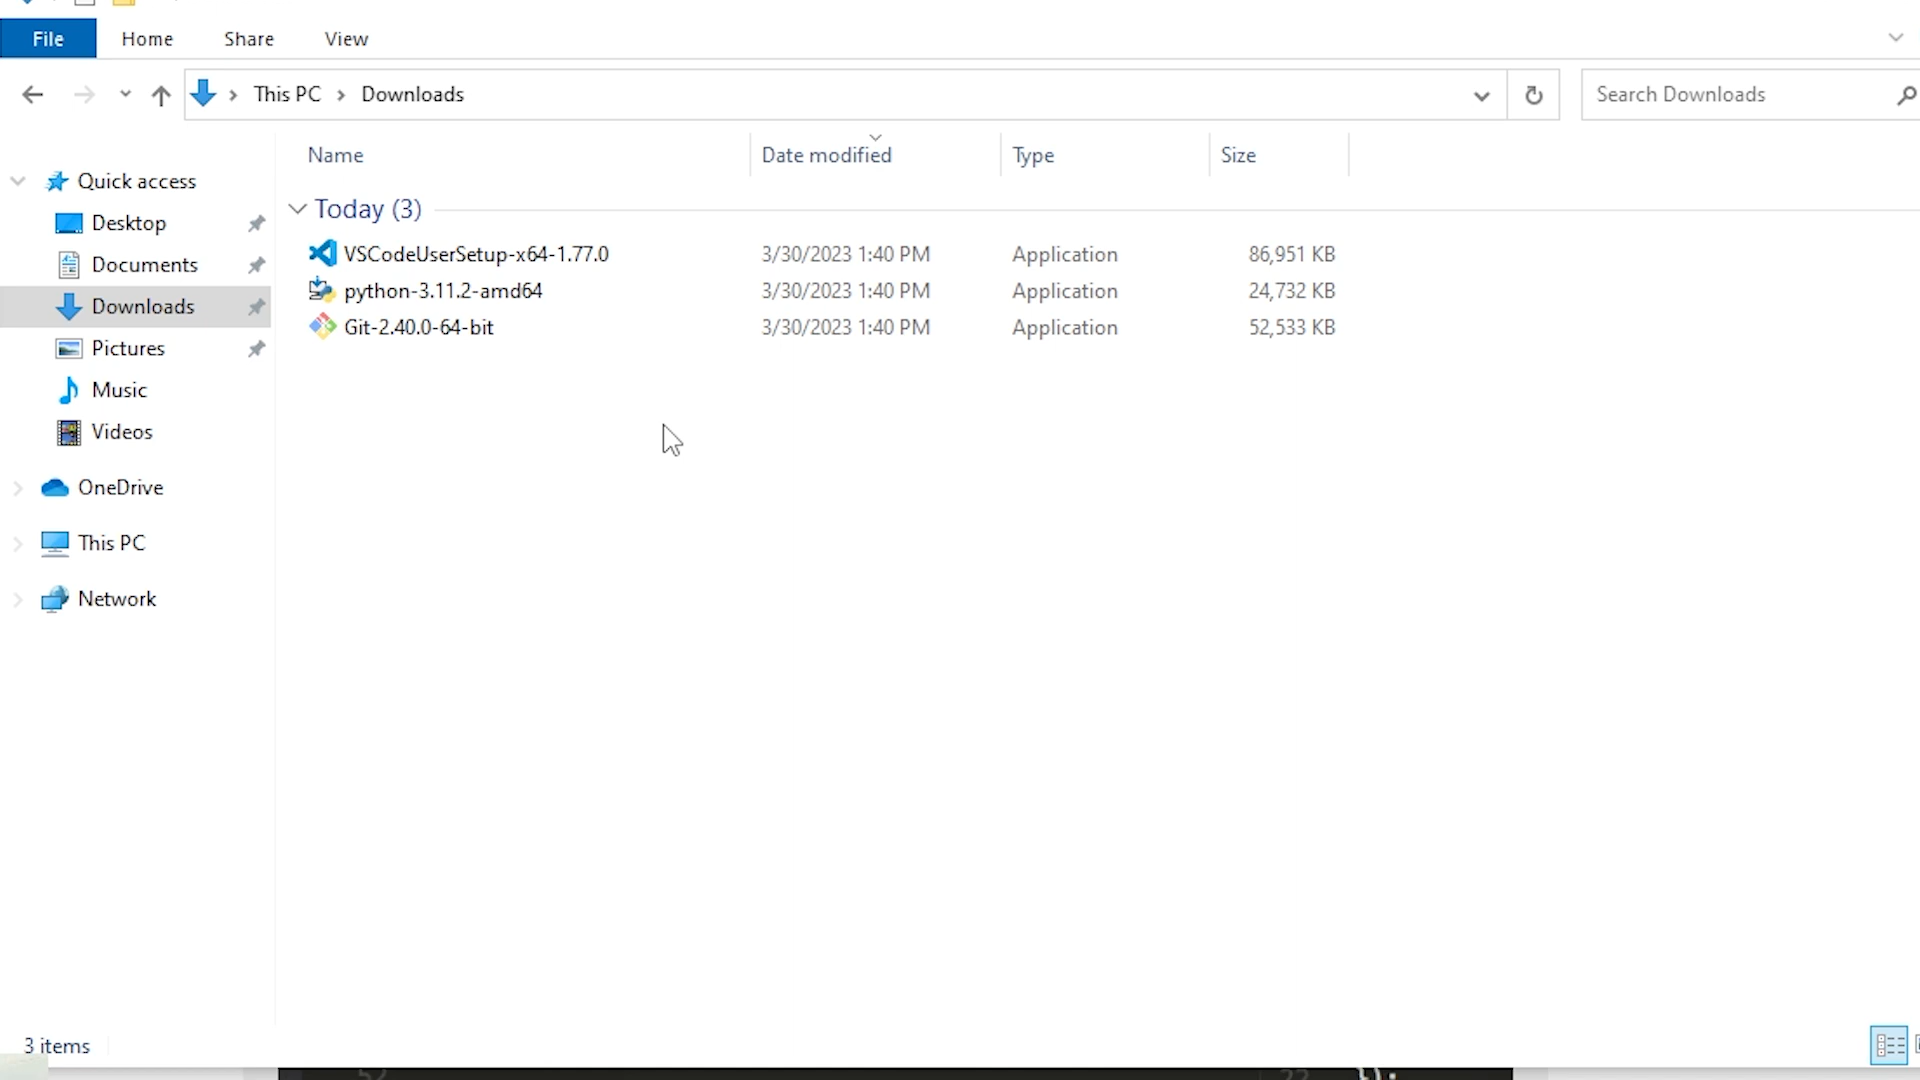 File Home Share View
This PC Downloads Search Downloads
Name Date modified Type Size
Quick access
Today (3)
Desktop
VSCodeUserSetup-x64-1.77.0 3/30/2023 1:40 PM Application 86,951 KB
Documents
python-3.11.2-amd64 3/30/2023 1:40 PM Application 24,732 KB
Downloads
Git-2.40.0-64-bit 3/30/2023 1:40 PM Application 52,533 KB
Pictures
Music
Videos
OneDrive
This PC
Network
3 items